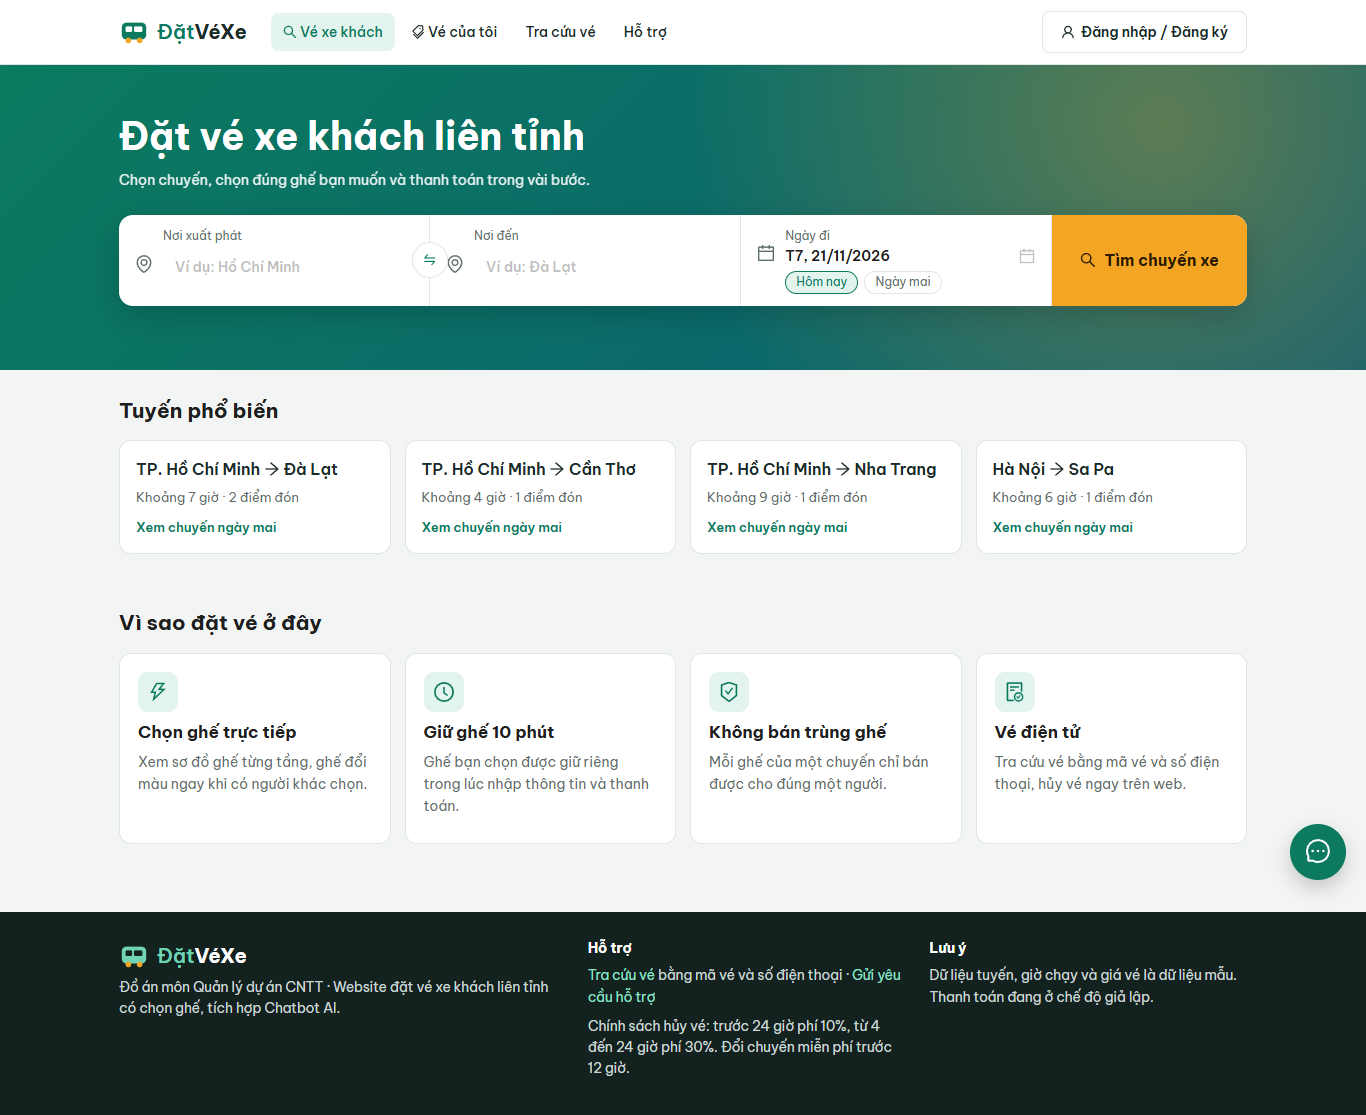 ĐặtVéXe
Vé xe khách
Vé của tôi
Tra cứu vé
Hỗ trợ
Đăng nhập / Đăng ký
Đặt vé xe khách liên tỉnh
Chọn chuyến, chọn đúng ghế bạn muốn và thanh toán trong vài bước.
Nơi xuất phát
Ví dụ: Hồ Chí Minh
Nơi đến
Ví dụ: Đà Lạt
Ngày đi
T7, 21/11/2026
Hôm nay
Ngày mai
Tìm chuyến xe
Tuyến phổ biến
TP. Hồ Chí Minh → Đà Lạt
Khoảng 7 giờ · 2 điểm đón
Xem chuyến ngày mai
TP. Hồ Chí Minh → Cần Thơ
Khoảng 4 giờ · 1 điểm đón
Xem chuyến ngày mai
TP. Hồ Chí Minh → Nha Trang
Khoảng 9 giờ · 1 điểm đón
Xem chuyến ngày mai
Hà Nội → Sa Pa
Khoảng 6 giờ · 1 điểm đón
Xem chuyến ngày mai
Vì sao đặt vé ở đây
Chọn ghế trực tiếp
Xem sơ đồ ghế từng tầng, ghế đổi
màu ngay khi có người khác chọn.
Giữ ghế 10 phút
Ghế bạn chọn được giữ riêng
trong lúc nhập thông tin và thanh
toán.
Không bán trùng ghế
Mỗi ghế của một chuyến chỉ bán
được cho đúng một người.
Vé điện tử
Tra cứu vé bằng mã vé và số điện
thoại, hủy vé ngay trên web.
ĐặtVéXe
Đồ án môn Quản lý dự án CNTT · Website đặt vé xe khách liên tỉnh
có chọn ghế, tích hợp Chatbot AI.
Hỗ trợ
Tra cứu vé bằng mã vé và số điện thoại · Gửi yêu
cầu hỗ trợ
Chính sách hủy vé: trước 24 giờ phí 10%, từ 4
đến 24 giờ phí 30%. Đổi chuyến miễn phí trước
12 giờ.
Lưu ý
Dữ liệu tuyến, giờ chạy và giá vé là dữ liệu mẫu.
Thanh toán đang ở chế độ giả lập.